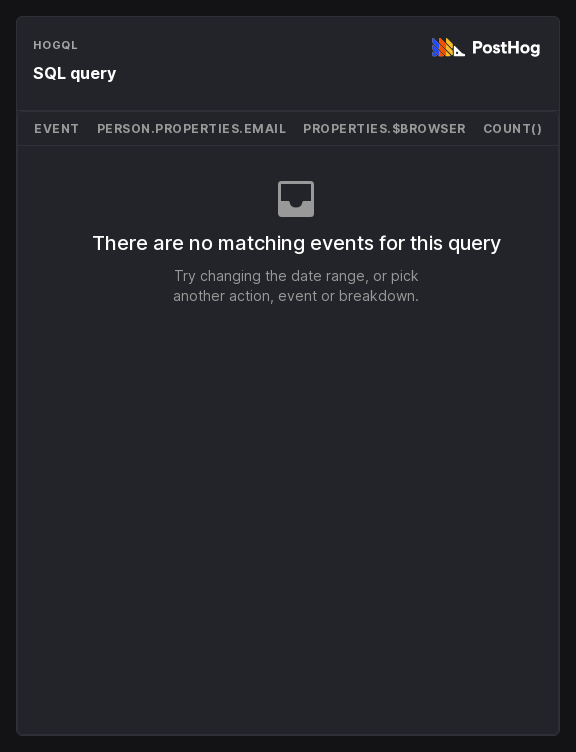 HOGQL
PostHog
SQL query
EVENT PERSON.PROPERTIES.EMAIL PROPERTIES.$BROWSER COUNT()
There are no matching events for this query
Try changing the date range, or pick
another action, event or breakdown.